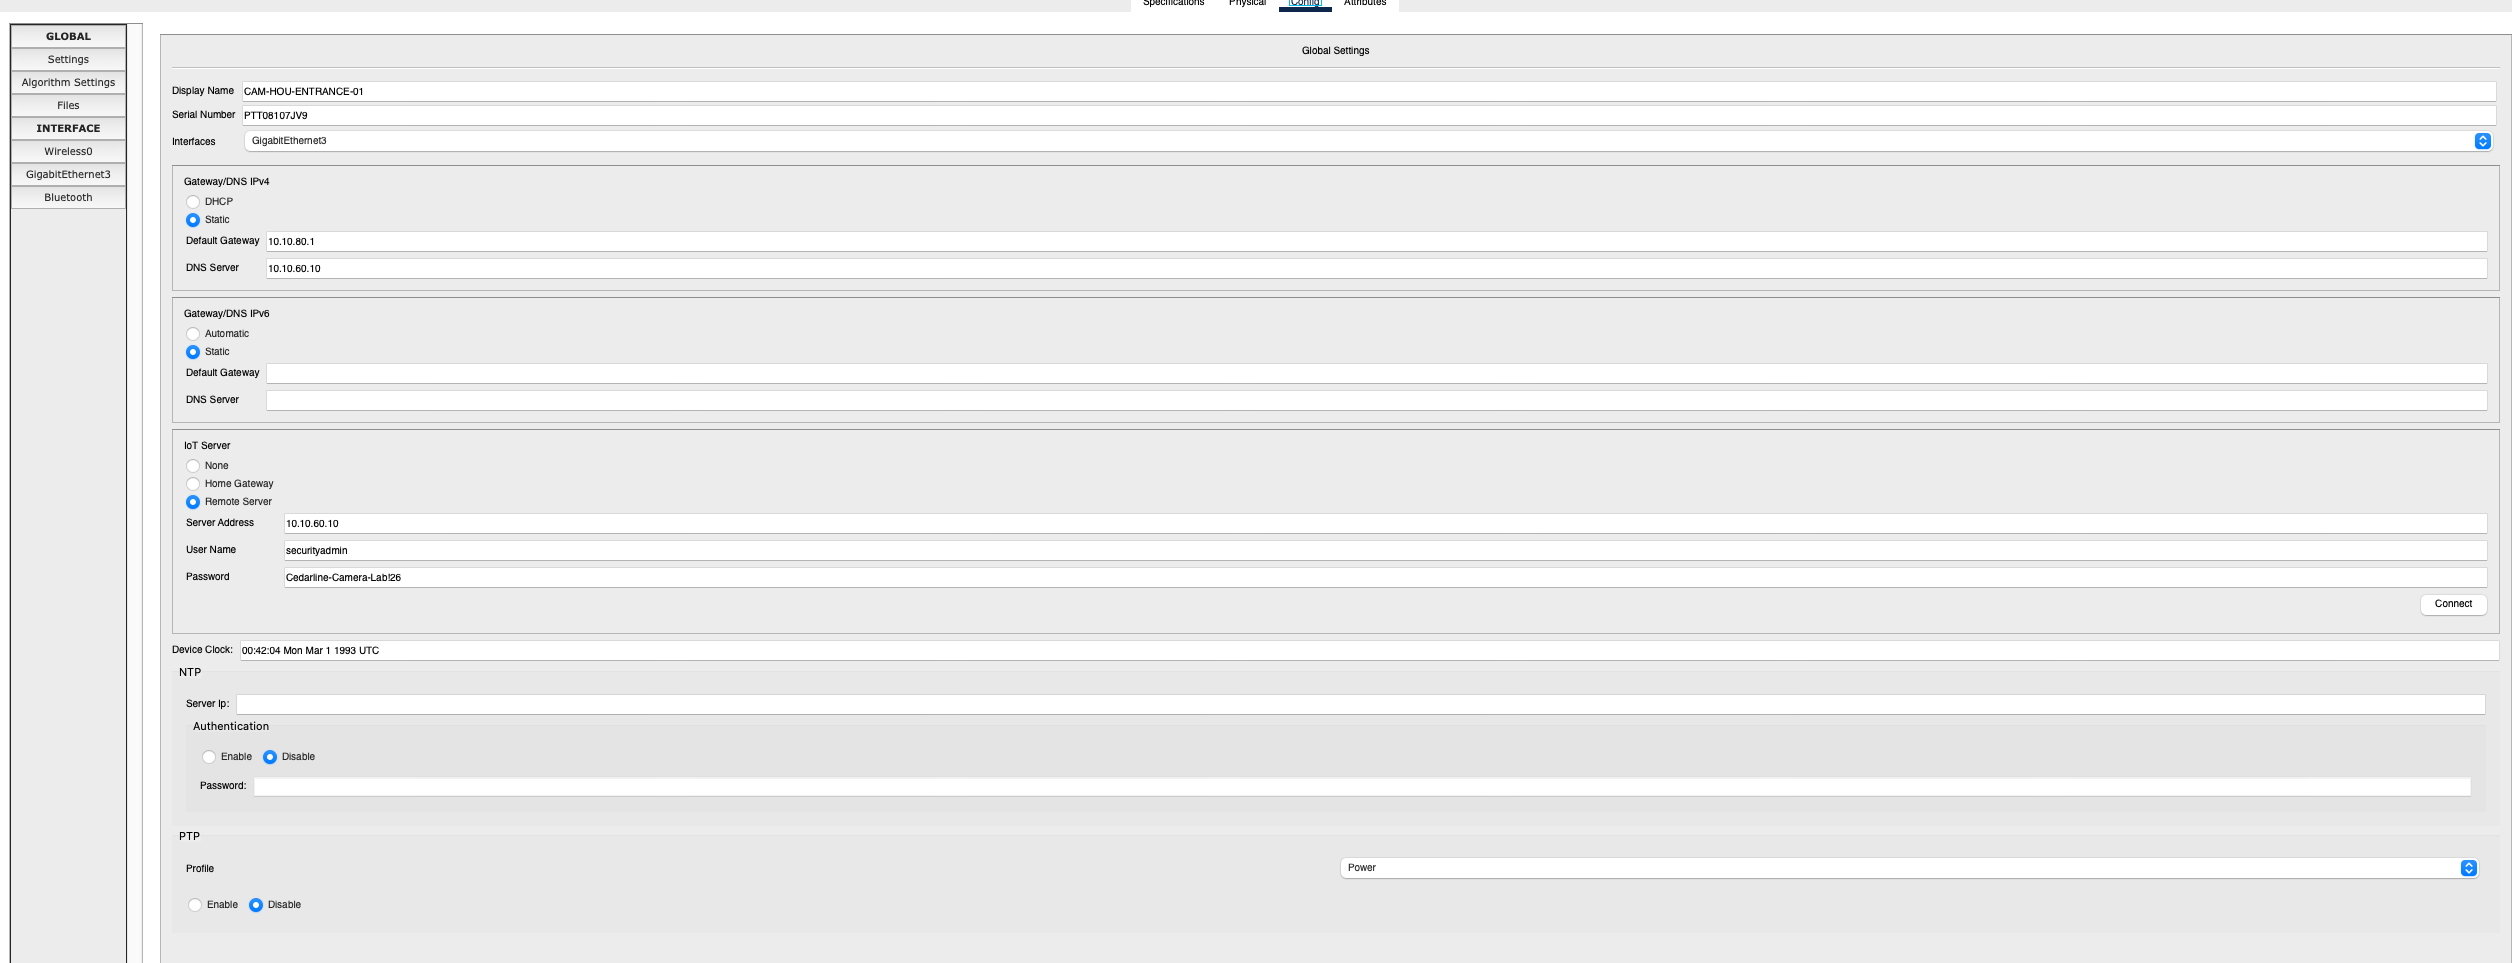 Specifications Physical Config Attributes
GLOBAL
Settings
Algorithm Settings
Files
INTERFACE
Wireless0
GigabitEthernet3
Bluetooth
Global Settings
Display Name CAM-HOU-ENTRANCE-01
Serial Number PTT08107JV9
Interfaces GigabitEthernet3
Gateway/DNS IPv4
DHCP
Static
Default Gateway 10.10.80.1
DNS Server 10.10.60.10
Gateway/DNS IPv6
Automatic
Static
Default Gateway
DNS Server
IoT Server
None
Home Gateway
Remote Server
Server Address 10.10.60.10
User Name securityadmin
Password Cedarline-Camera-Lab!26
Connect
Device Clock: 00:42:04 Mon Mar 1 1993 UTC
NTP
Server Ip:
Authentication
Enable Disable
Password:
PTP
Profile Power
Enable Disable